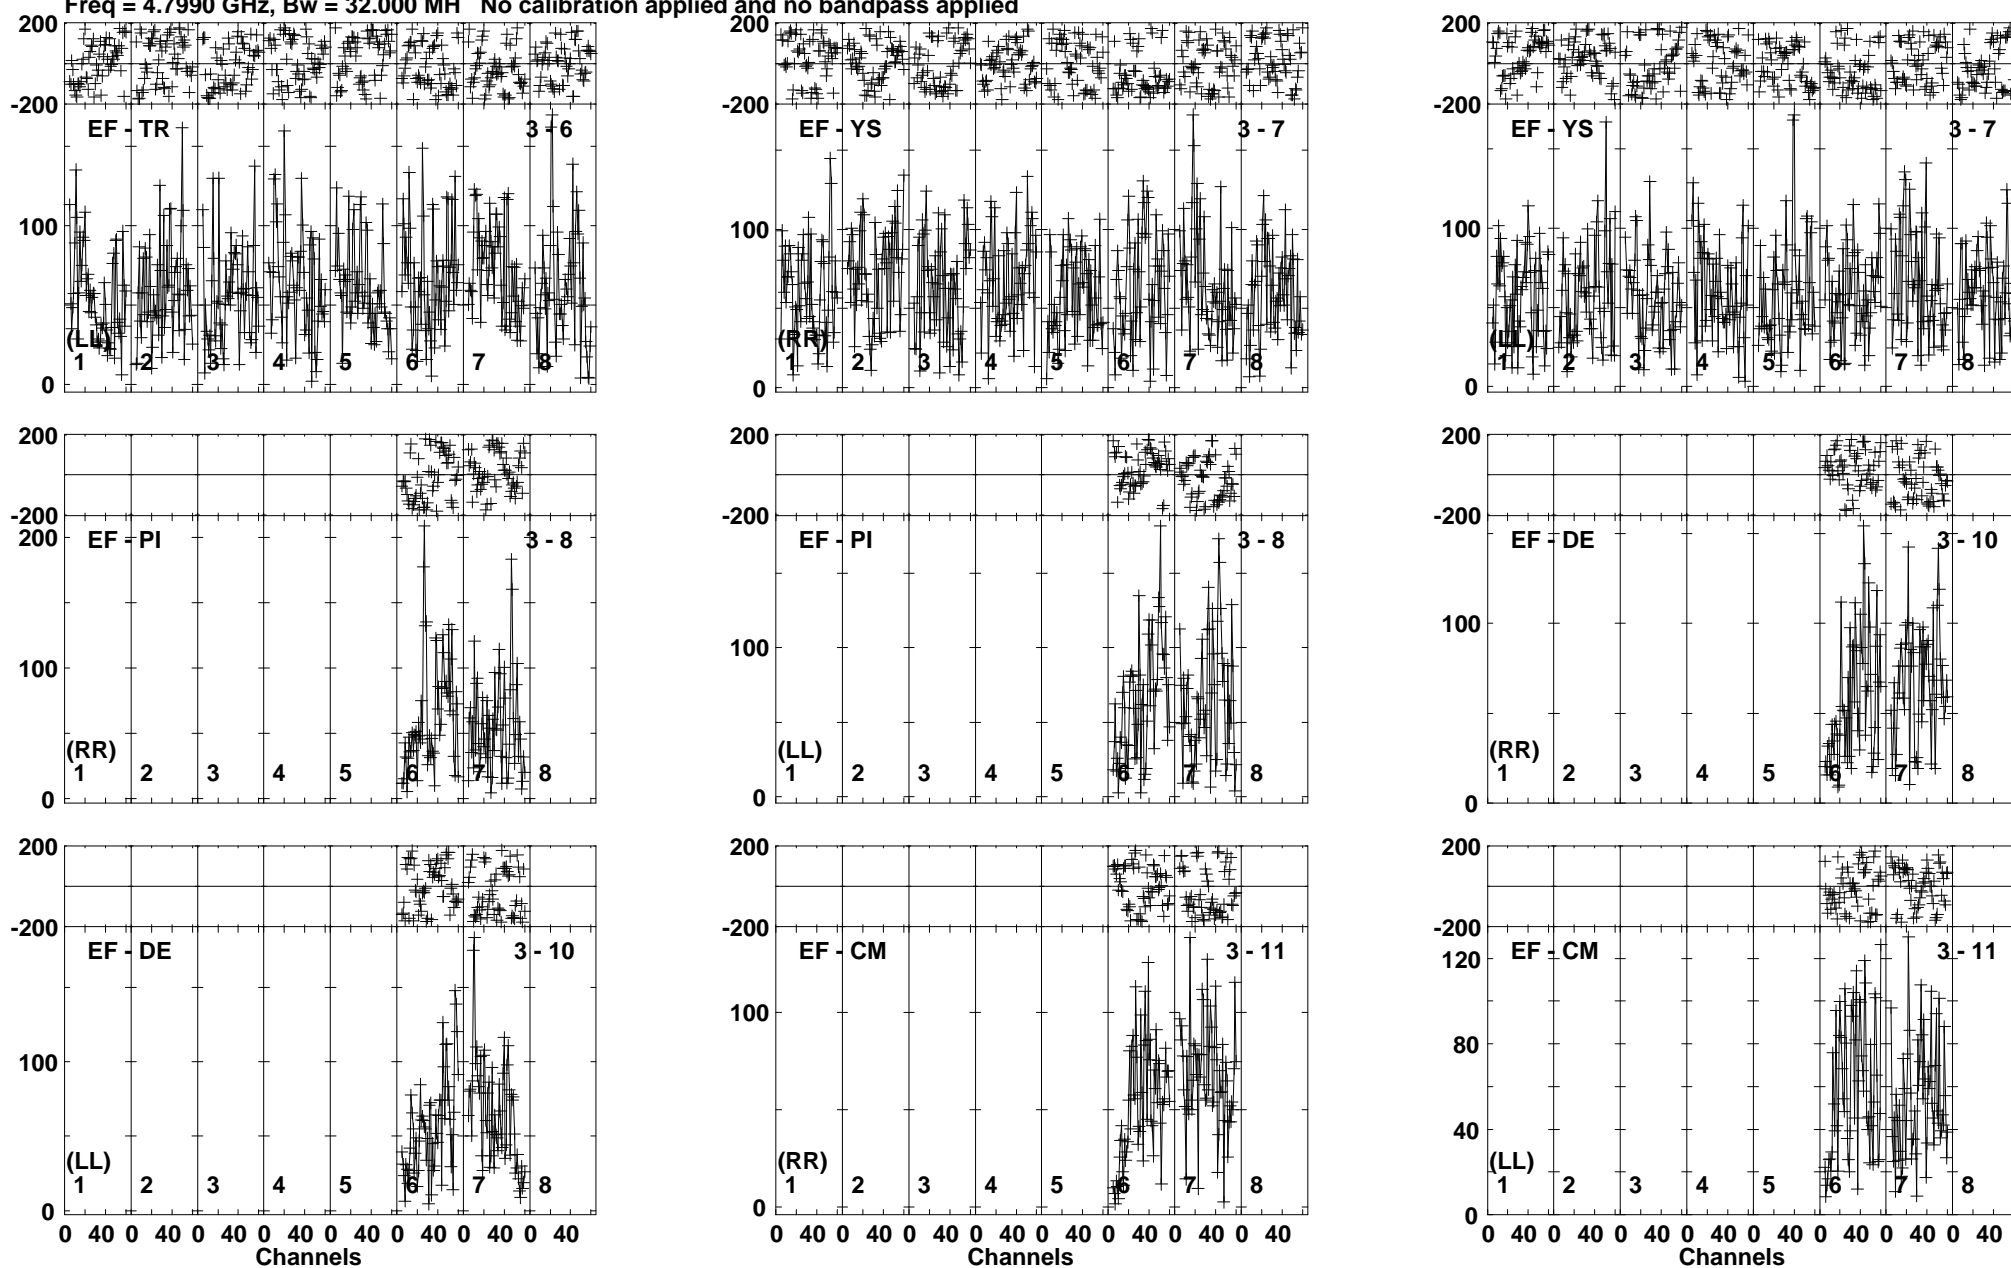 Freq = 4.7990 GHz, Bw = 32.000 MH No calibration applied and no bandpass applied
200 200 200
-200 -200 -200
EF - TR 3 - 6 EF - YS 3 - 7 EF - YS 3 - 7
100 100 100
(LL) (RR) (LL)
1 2 3 4 5 6 7 8 1 2 3 4 5 6 7 8 1 2 3 4 5 6 7 8
0 0 0
200 200 200
-200 -200 -200
EF - PI 3 - 8 EF - PI 3 - 8 EF - DE 3 - 10
200
100 100 100
(RR) (LL) (RR)
1 2 3 4 5 6 7 8 1 2 3 4 5 6 7 8 1 2 3 4 5 6 7 8
0 0 0
200 200 200
-200 -200 -200
EF - DE 3 - 10 EF - CM 3 - 11 EF - CM 3 - 11
120
100 100
80
40
(LL) (RR) (LL)
1 2 3 4 5 6 7 8 1 2 3 4 5 6 7 8 1 2 3 4 5 6 7 8
0 0 0
0 40 0 40 0 40 0 40 0 40 0 40 0 40 0 40 0 40 0 40 0 40 0 40 0 40 0 40 0 40 0 40 0 40 0 40 0 40 0 40 0 40 0 40 0 40 0 40
Channels Channels Channels